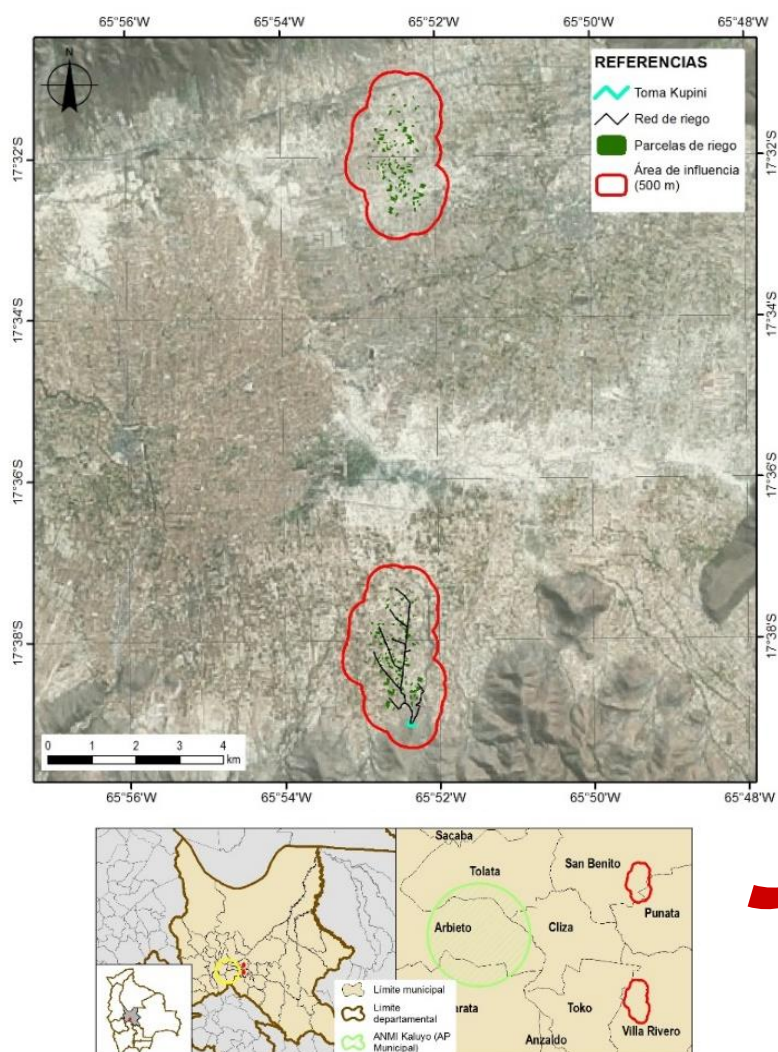 65°56'W 65°54'W 65°52'W 65°50'W 65°48'W
N
REFERENCIAS
Toma Kupini
Red de riego
Parcelas de riego
Área de influencia
(500 m)
17°32'S 17°32'S
17°34'S 17°34'S
17°36'S 17°36'S
17°38'S 17°38'S
0 1 2 3 4
km
65°56'W 65°54'W 65°52'W 65°50'W 65°48'W
Sacaba
San Benito
Tolata
Punata
Arbieto
Cliza
Límite municipal
Limite
departamental
ANMI Kaluyo (AP
Municipal)
arata
Toko
Villa Rivero
Anzaldo